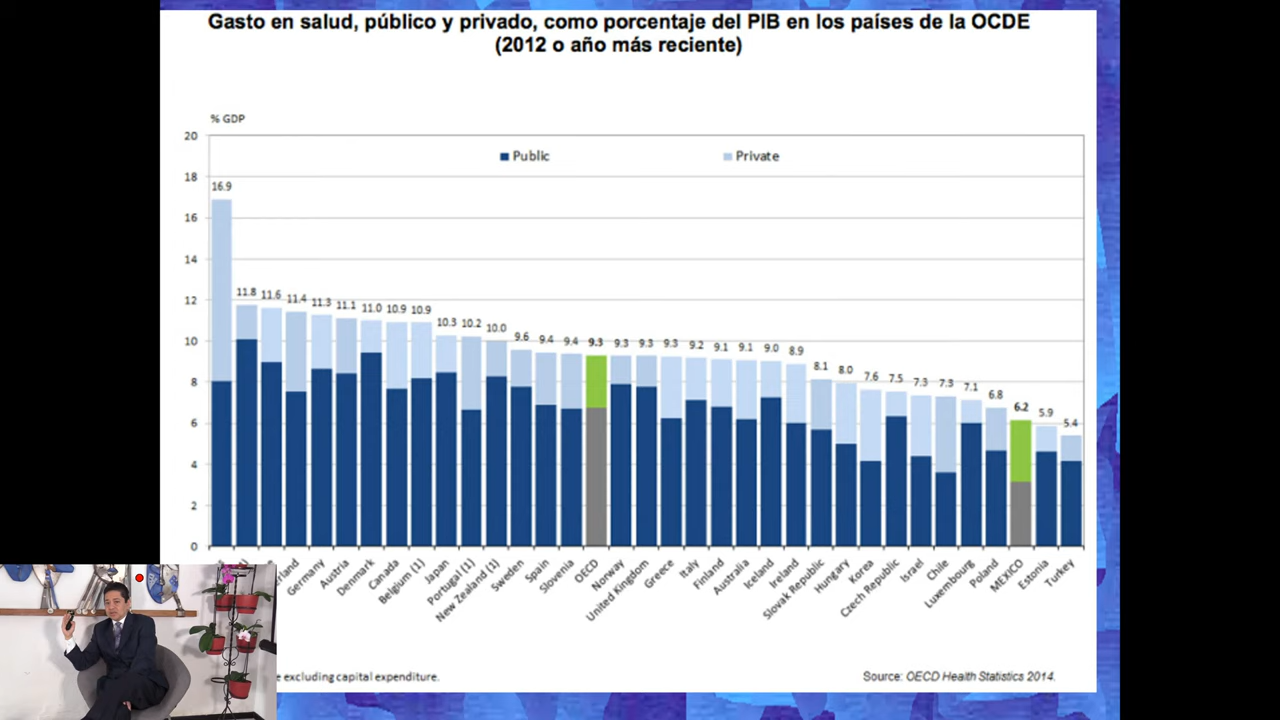 Gasto en salud, público y privado, como porcentaje del PIB en los países de la OCDE
(2012 o año más reciente)
% GDP
20
Public
Private
18
16.9
16
14
12
11.8
11.6
11.4
11.3
11.1
11.0
10.9
10.9
10.3
10.2
10.0
9.6
9.4
9.4
9.3
9.3
9.3
9.3
9.2
9.1
9.1
9.0
8.9
8.1
8.0
7.6
7.5
7.3
7.3
7.1
6.8
6.2
5.9
5.4
10
8
6
4
2
0
Germany
Austria
Denmark
Canada
Belgium (1)
Japan
Portugal (1)
New Zealand (1)
Sweden
Spain
Slovenia
OECD
Norway
United Kingdom
Greece
Italy
Finland
Australia
Iceland
Ireland
Slovak Republic
Hungary
Korea
Czech Republic
Israel
Chile
Luxembourg
Poland
MEXICO
Estonia
Turkey
excluding capital expenditure.
Source: OECD Health Statistics 2014.